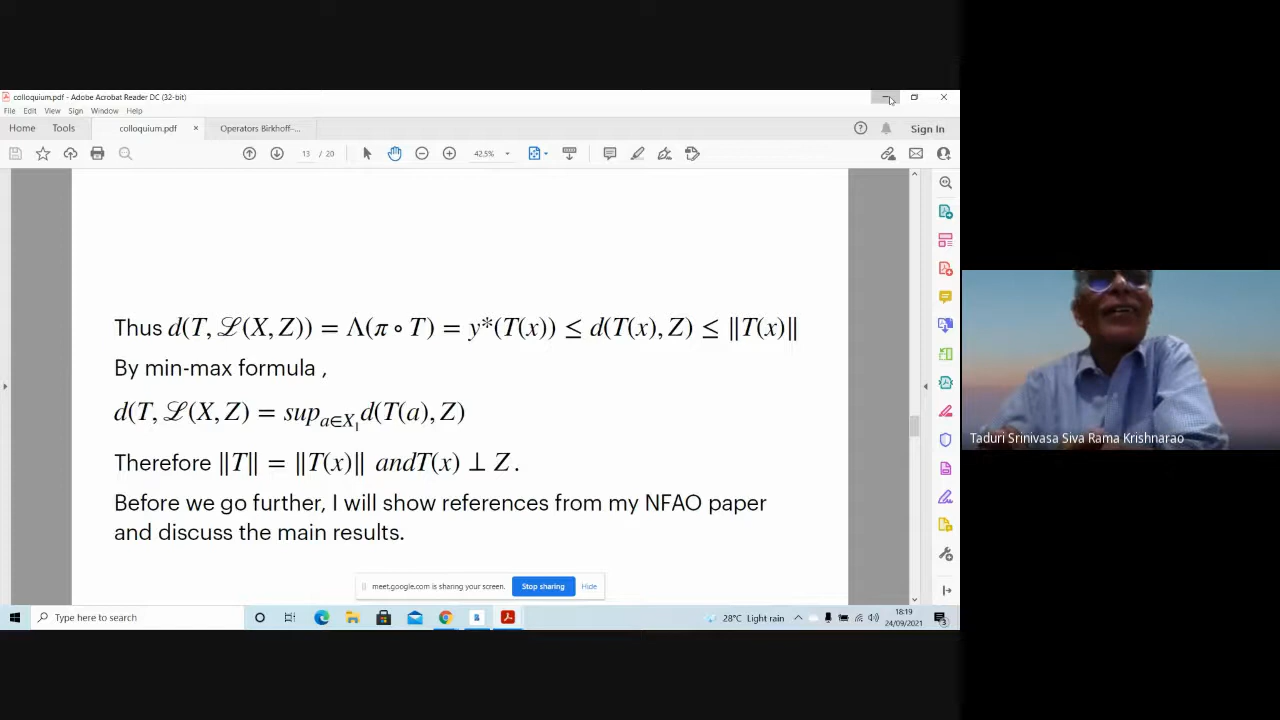 colloquium.pdf - Adobe Acrobat Reader DC (32-bit)
File Edit View Sign Window Help
Home Tools colloquium.pdf × Operators Birkhoff-... Sign In
13 / 20 42.5%
Thus d(T, ℒ(X, Z)) = Λ(π ∘ T) = y*(T(x)) ≤ d(T(x), Z) ≤ ∥T(x)∥
By min-max formula ,
d(T, ℒ(X, Z) = sup_{a∈X_1} d(T(a), Z)
Therefore ∥T∥ = ∥T(x)∥ andT(x) ⊥ Z .
Before we go further, I will show references from my NFAO paper
and discuss the main results.
Taduri Srinivasa Siva Rama Krishnarao
meet.google.com is sharing your screen. Stop sharing Hide
Type here to search 28°C Light rain 18:19
24/09/2021